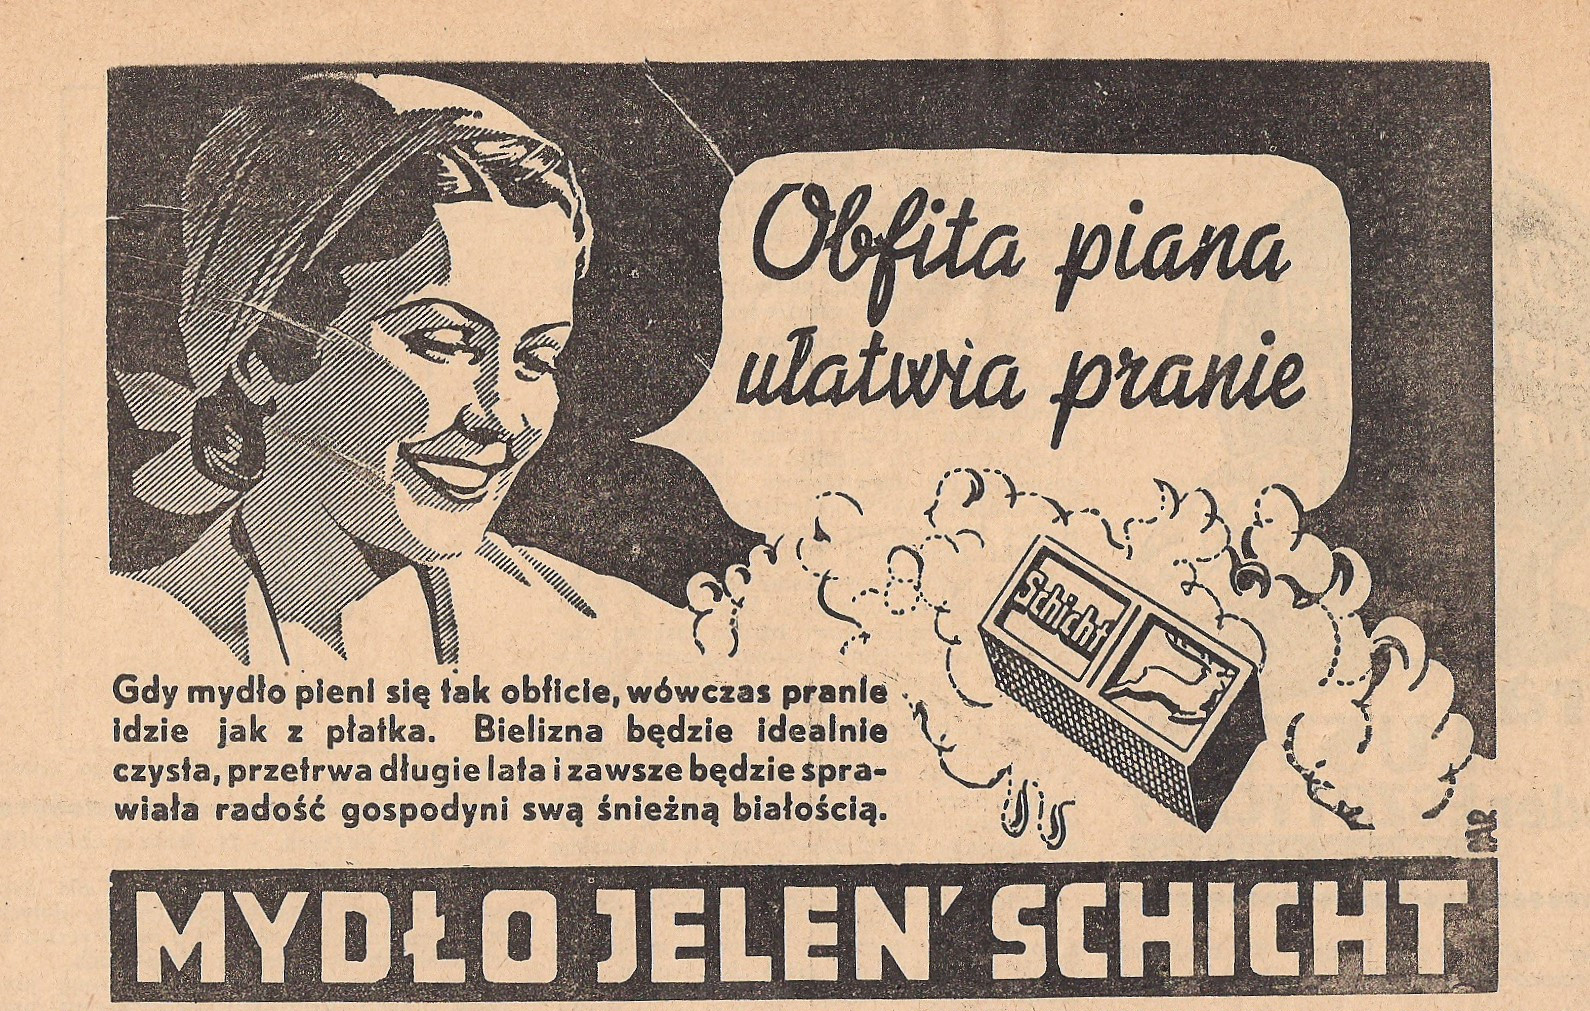 Obfita piana
ułatwia pranie
Schicht
Gdy mydło pieni się tak obficie, wówczas pranie
idzie jak z płatka. Bielizna będzie idealnie
czysta, przetrwa długie lata i zawsze będzie spra-
wiała radość gospodyni swą śnieżną białością.
MYDŁO JELEŃ SCHICHT